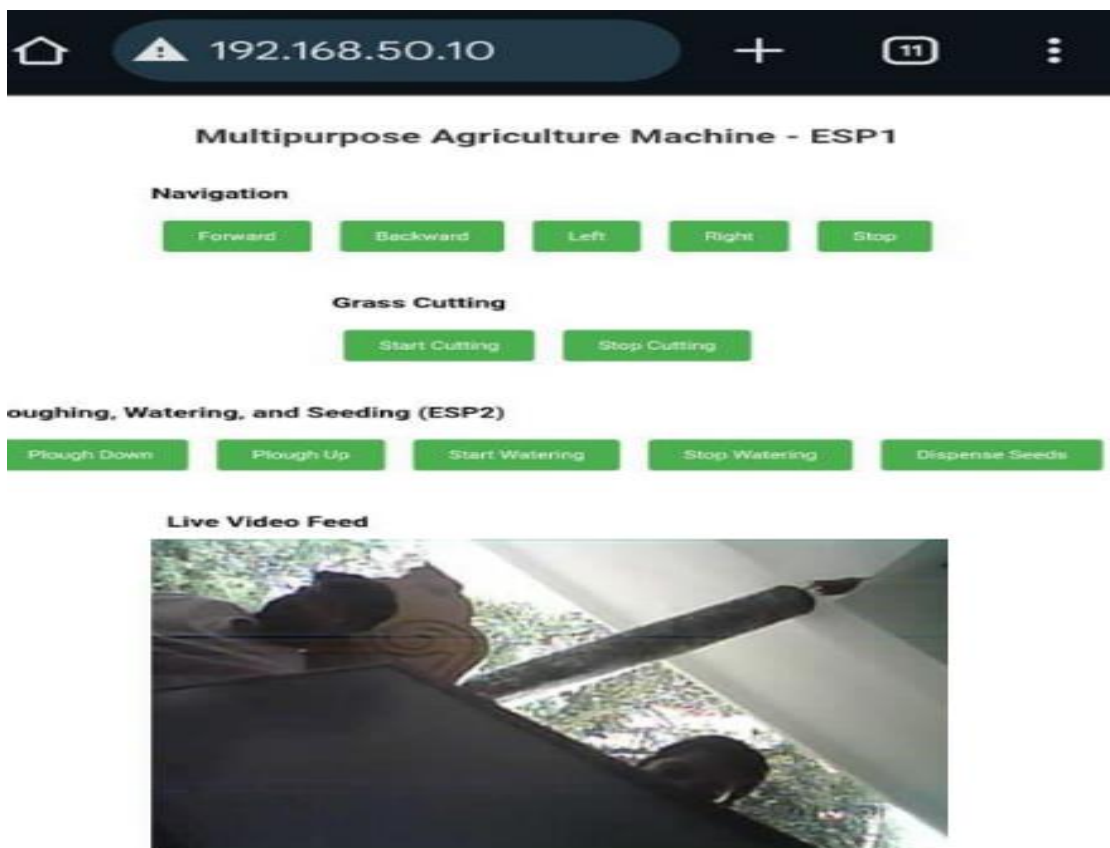 192.168.50.10 11
Multipurpose Agriculture Machine - ESP1
Navigation
Forward Backward Left Right Stop
Grass Cutting
Start Cutting Stop Cutting
oughing, Watering, and Seeding (ESP2)
Plough Down Plough Up Start Watering Stop Watering Dispense Seeds
Live Video Feed